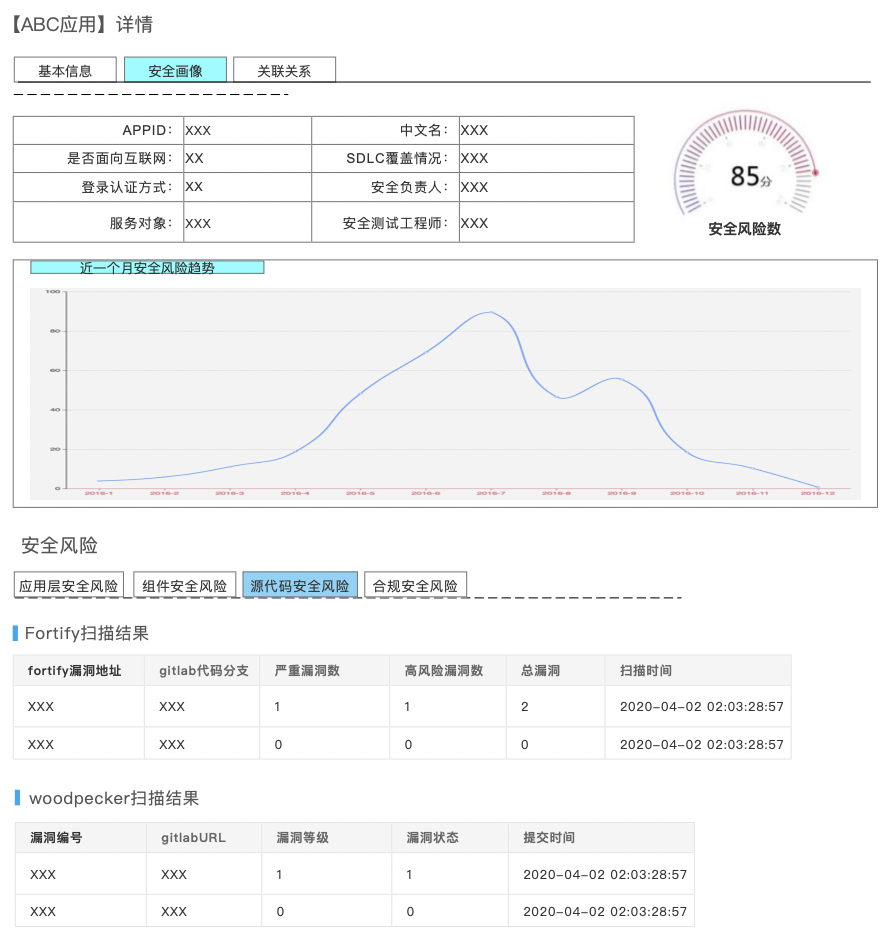 【ABC应用】详情
基本信息 安全画像 关联关系
APPID： XXX 中文名： XXX
是否面向互联网： XX SDLC覆盖情况： XXX
登录认证方式： XX 安全负责人： XXX
服务对象： XXX 安全测试工程师： XXX
85分
安全风险数
近一个月安全风险趋势
100
80
60
40
20
0
2016-1 2016-2 2016-3 2016-4 2016-5 2016-6 2016-7 2016-8 2016-9 2016-10 2016-11 2016-12
安全风险
应用层安全风险 组件安全风险 源代码安全风险 合规安全风险
Fortify扫描结果
fortify漏洞地址 gitlab代码分支 严重漏洞数 高风险漏洞数 总漏洞 扫描时间
XXX XXX 1 1 2 2020-04-02 02:03:28:57
XXX XXX 0 0 0 2020-04-02 02:03:28:57
woodpecker扫描结果
漏洞编号 gitlabURL 漏洞等级 漏洞状态 提交时间
XXX XXX 1 1 2020-04-02 02:03:28:57
XXX XXX 0 0 2020-04-02 02:03:28:57